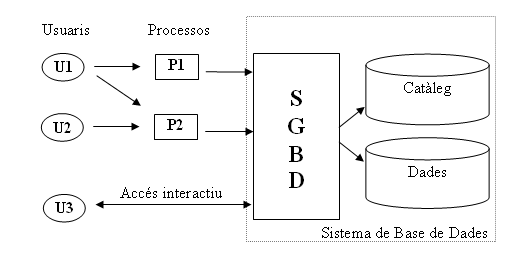 Usuaris
Processos
U1
P1
U2
P2
U3
Accés interactiu
S
G
B
D
Catàleg
Dades
Sistema de Base de Dades